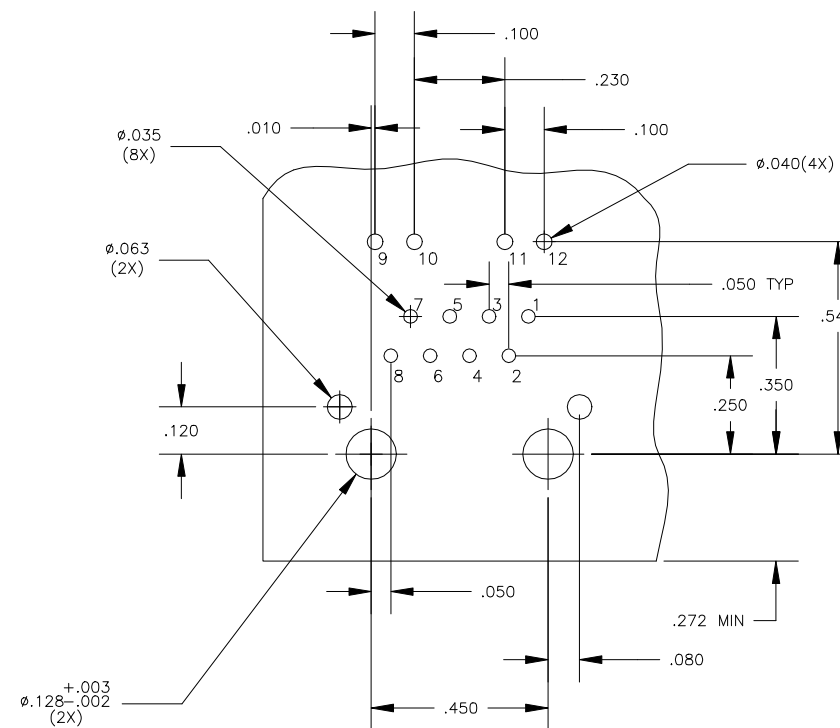 .100
.230
.010
.100
ø.035
(8X)
ø.040(4X)
ø.063
(2X)
9
10
11
12
.050 TYP
7
5
3
1
.54
.350
8
6
4
2
.250
.120
.050
.272 MIN
.080
+.003
ø.128-.002
(2X)
.450